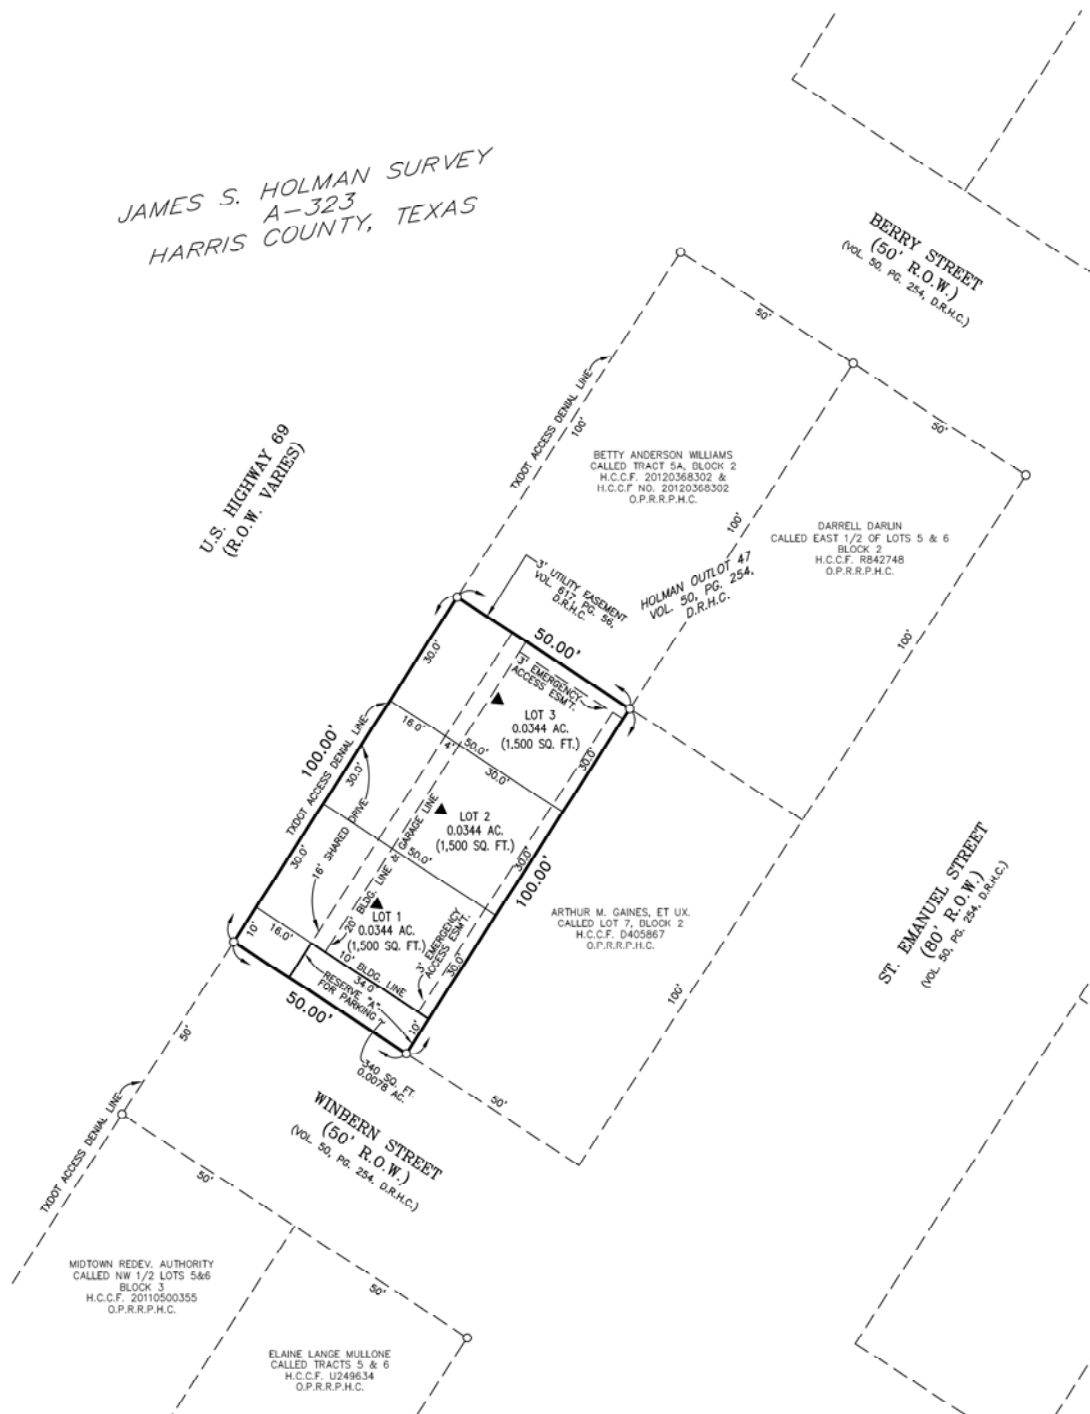 JAMES S. HOLMAN SURVEY
A-323
HARRIS COUNTY, TEXAS
BERRY STREET
(50' R.O.W.)
(VOL. 50, PG. 254, D.R.H.C.)
50'
50'
TXDOT ACCESS DENIAL LINE
100'
U.S. HIGHWAY 69
(R.O.W. VARIES)
BETTY ANDERSON WILLIAMS
CALLED TRACT 5A, BLOCK 2
H.C.C.F. 20120368302 &
H.C.C.F NO. 20120368302
O.P.R.R.P.H.C.
100'
DARRELL DARLIN
CALLED EAST 1/2 OF LOTS 5 & 6
BLOCK 2
H.C.C.F. R842748
O.P.R.R.P.H.C.
HOLMAN OUTLOT 47
VOL. 50, PG. 254,
D.R.H.C.
100'
3' UTILITY EASEMENT
VOL. 617, PG. 56,
D.R.H.C.
50.00'
30.0'
3' EMERGENCY
ACCESS ESM'T.
LOT 3
0.0344 AC.
(1,500 SQ. FT.)
30.0'
16.0'
4'
50.0'
30.0'
TXDOT ACCESS DENIAL LINE
100.00'
30.0'
16' SHARED DRIVE
20' BLDG. LINE & GARAGE LINE
LOT 2
0.0344 AC.
(1,500 SQ. FT.)
50.0'
30.0'
100.00'
30.0'
LOT 1
0.0344 AC.
(1,500 SQ. FT.)
3' EMERGENCY
ACCESS ESMT.
30.0'
10'
16.0'
10' BLDG. LINE
34.0'
RESERVE "A"
FOR PARKING
10'
50.00'
340 SQ. FT.
0.0078 AC.
ARTHUR M. GAINES, ET UX.
CALLED LOT 7, BLOCK 2
H.C.C.F. D405867
O.P.R.R.P.H.C.
100'
50'
ST. EMANUEL STREET
(80' R.O.W.)
(VOL. 50, PG. 254, D.R.H.C.)
50'
TXDOT ACCESS DENIAL LINE
WINBERN STREET
(50' R.O.W.)
(VOL. 50, PG. 254, D.R.H.C.)
50'
50'
MIDTOWN REDEV. AUTHORITY
CALLED NW 1/2 LOTS 5&6
BLOCK 3
H.C.C.F. 20110500355
O.P.R.R.P.H.C.
ELAINE LANGE MULLONE
CALLED TRACTS 5 & 6
H.C.C.F. U249634
O.P.R.R.P.H.C.